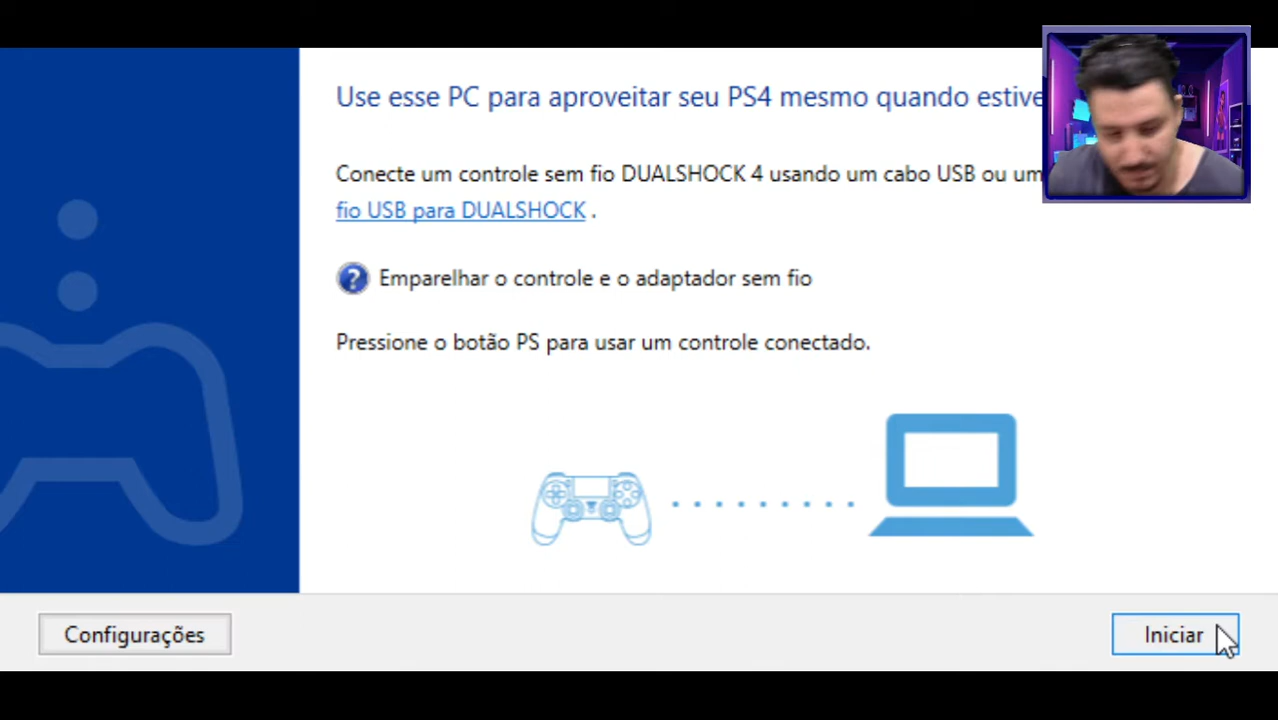 Use esse PC para aproveitar seu PS4 mesmo quando estive
Conecte um controle sem fio DUALSHOCK 4 usando um cabo USB ou um
fio USB para DUALSHOCK .
Emparelhar o controle e o adaptador sem fio
Pressione o botão PS para usar um controle conectado.
Configurações
Iniciar